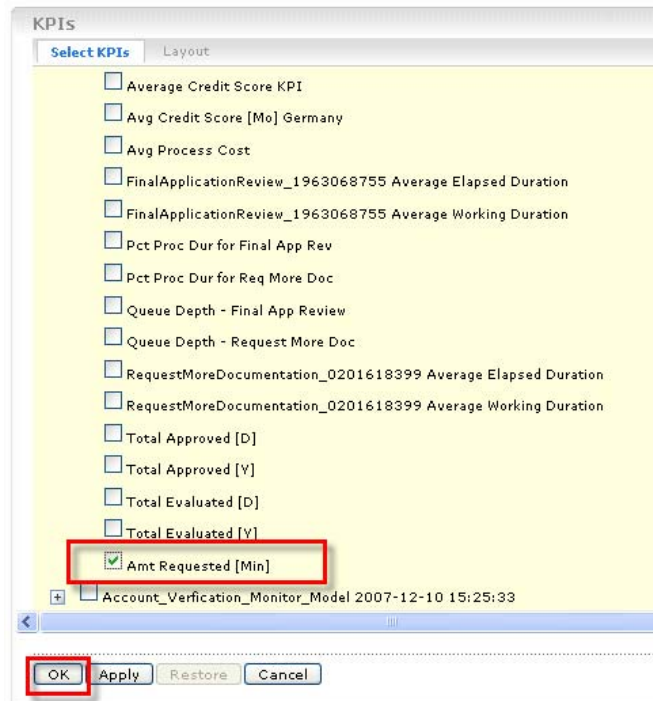 KPIs
Select KPIs Layout
Average Credit Score KPI
Avg Credit Score [Mo] Germany
Avg Process Cost
FinalApplicationReview_1963068755 Average Elapsed Duration
FinalApplicationReview_1963068755 Average Working Duration
Pct Proc Dur for Final App Rev
Pct Proc Dur for Req More Doc
Queue Depth - Final App Review
Queue Depth - Request More Doc
RequestMoreDocumentation_0201618399 Average Elapsed Duration
RequestMoreDocumentation_0201618399 Average Working Duration
Total Approved [D]
Total Approved [Y]
Total Evaluated [D]
Total Evaluated [Y]
Amt Requested [Min]
Account_Verfication_Monitor_Model 2007-12-10 15:25:33
OK Apply Restore Cancel